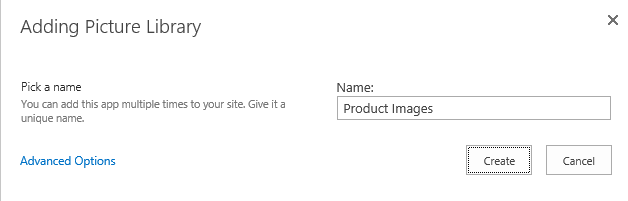 Adding Picture Library
Pick a name
You can add this app multiple times to your site. Give it a
unique name.
Name:
Product Images
Advanced Options
Create
Cancel